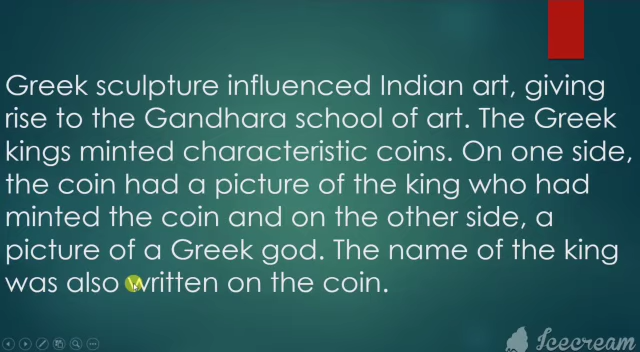 Greek sculpture influenced Indian art, giving
rise to the Gandhara school of art. The Greek
kings minted characteristic coins. On one side,
the coin had a picture of the king who had
minted the coin and on the other side, a
picture of a Greek god. The name of the king
was also written on the coin.
Icecream